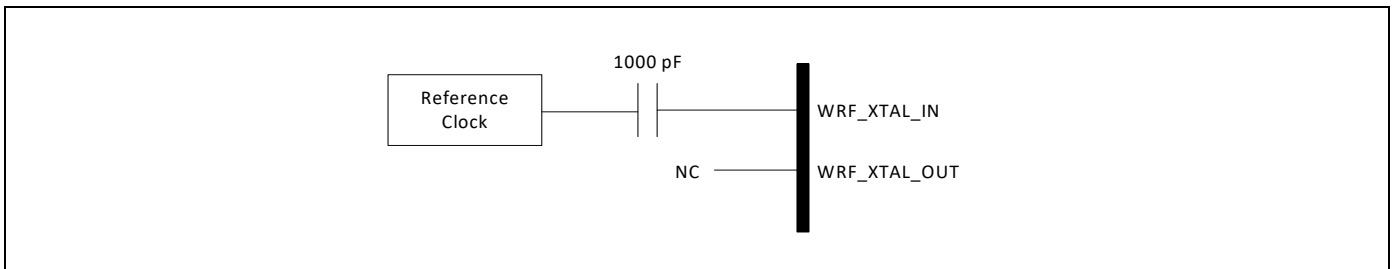 1000 pF
Reference
Clock
WRF_XTAL_IN
NC
WRF_XTAL_OUT